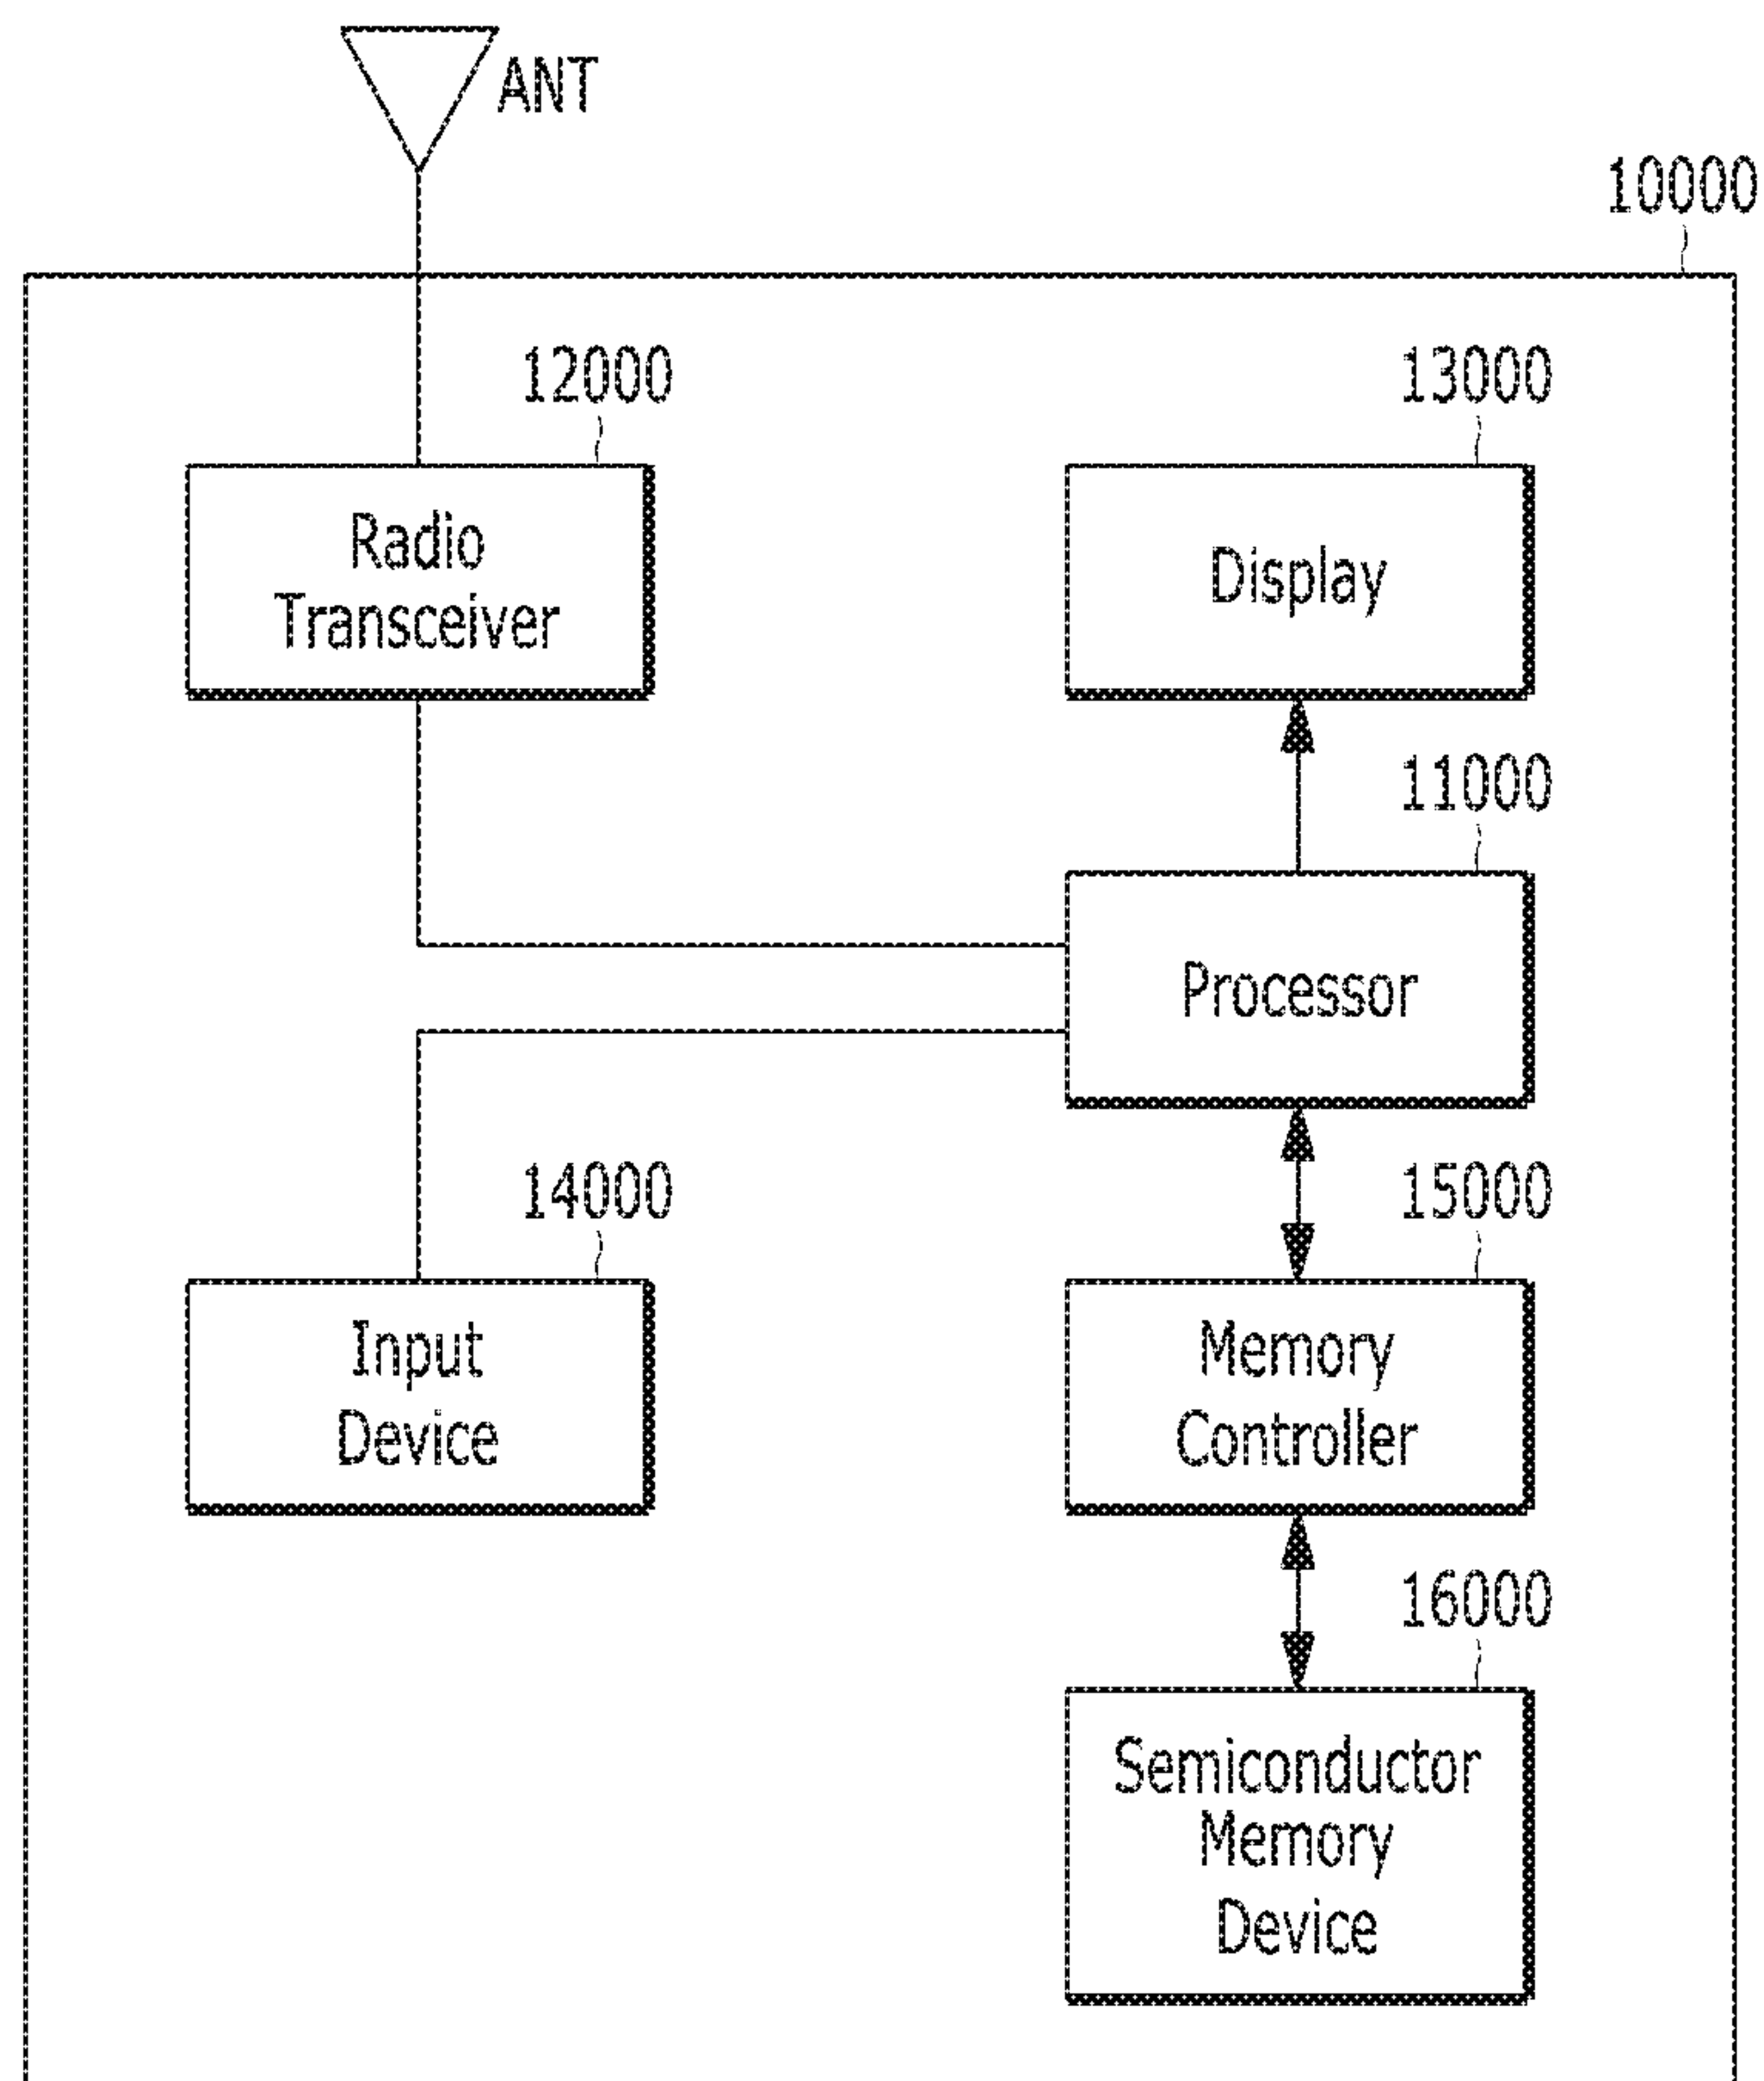 ANT
10000
12000
13000
Radio
Transceiver
Display
11000
Processor
14000
15000
Input
Device
Memory
Controller
16000
Semiconductor
Memory
Device